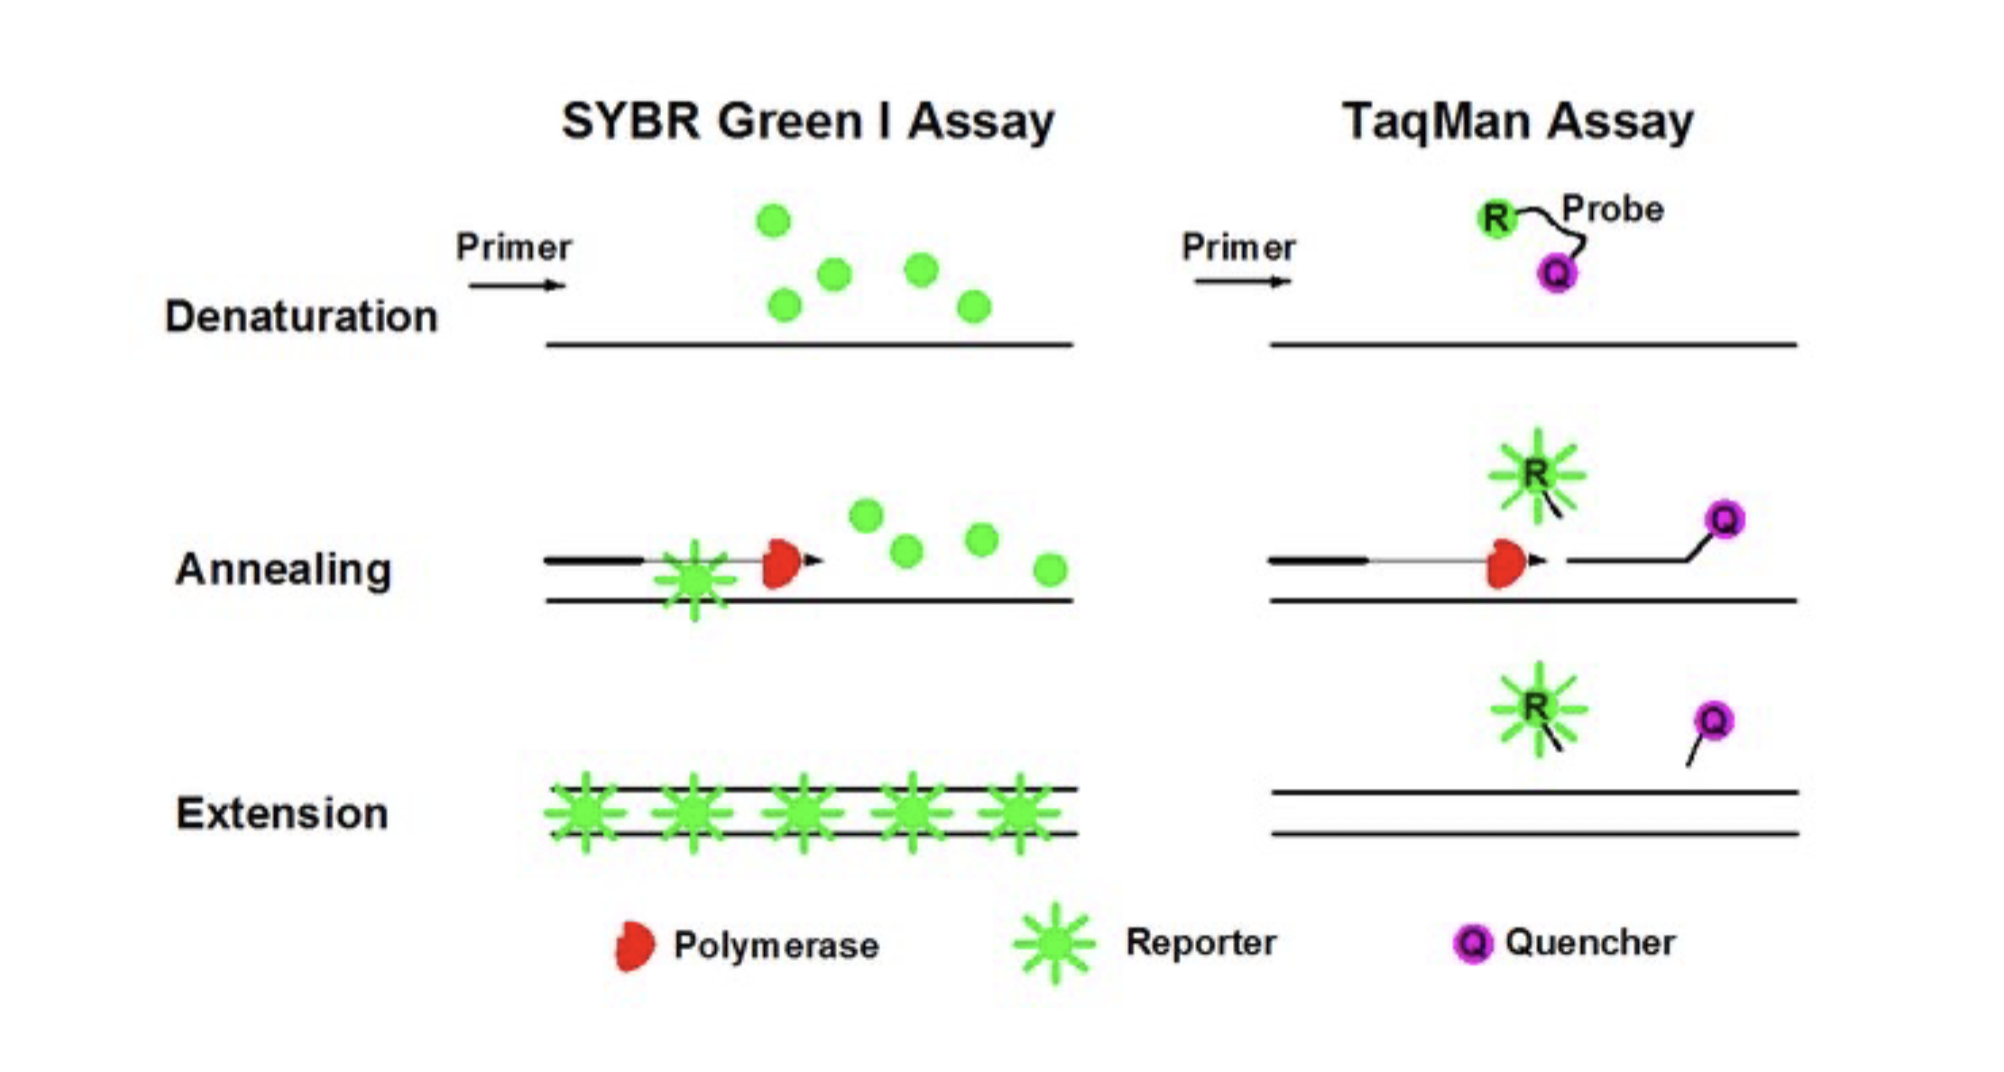 SYBR Green I Assay
TaqMan Assay
Primer
Primer
R
Probe
Q
Denaturation
R
Q
Annealing
R
Q
Extension
Polymerase
Reporter
Q
Quencher